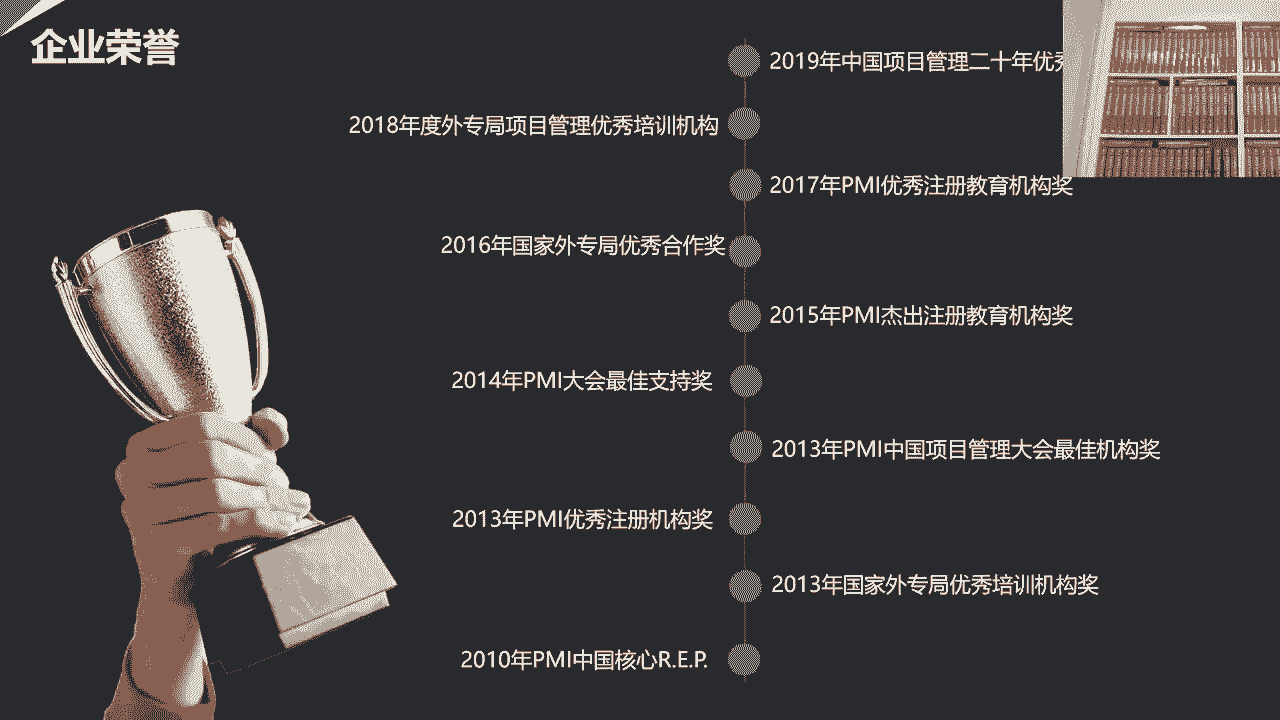 企业荣誉
2019年中国项目管理二十年优
2018年度外专局项目管理优秀培训机构
2017年PMI优秀注册教育机构奖
2016年国家外专局优秀合作奖
2015年PMI杰出注册教育机构奖
2014年PMI大会最佳支持奖
2013年PMI中国项目管理大会最佳机构奖
2013年PMI优秀注册机构奖
2013年国家外专局优秀培训机构奖
2010年PMI中国核心R.E.P.